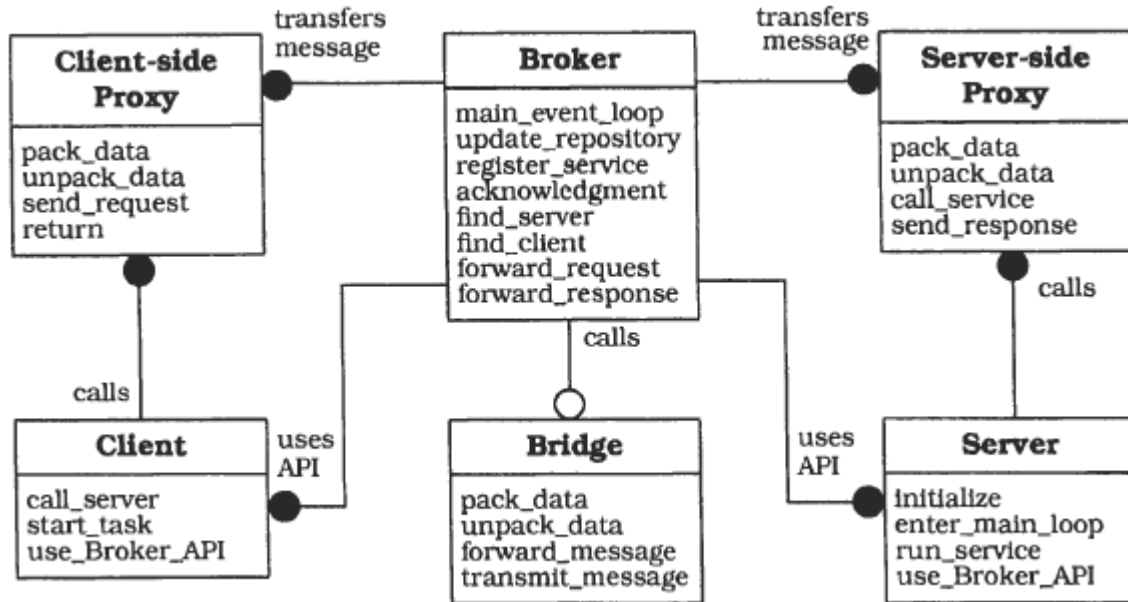 transfers
message
transfers
message
Client-side
Proxy
pack_data
unpack_data
send_request
return
Broker
main_event_loop
update_repository
register_service
acknowledgment
find_server
find_client
forward_request
forward_response
Server-side
Proxy
pack_data
unpack_data
call_service
send_response
calls
calls
calls
uses
API
uses
API
Client
call_server
start_task
use_Broker_API
Bridge
pack_data
unpack_data
forward_message
transmit_message
Server
initialize
enter_main_loop
run_service
use_Broker_API